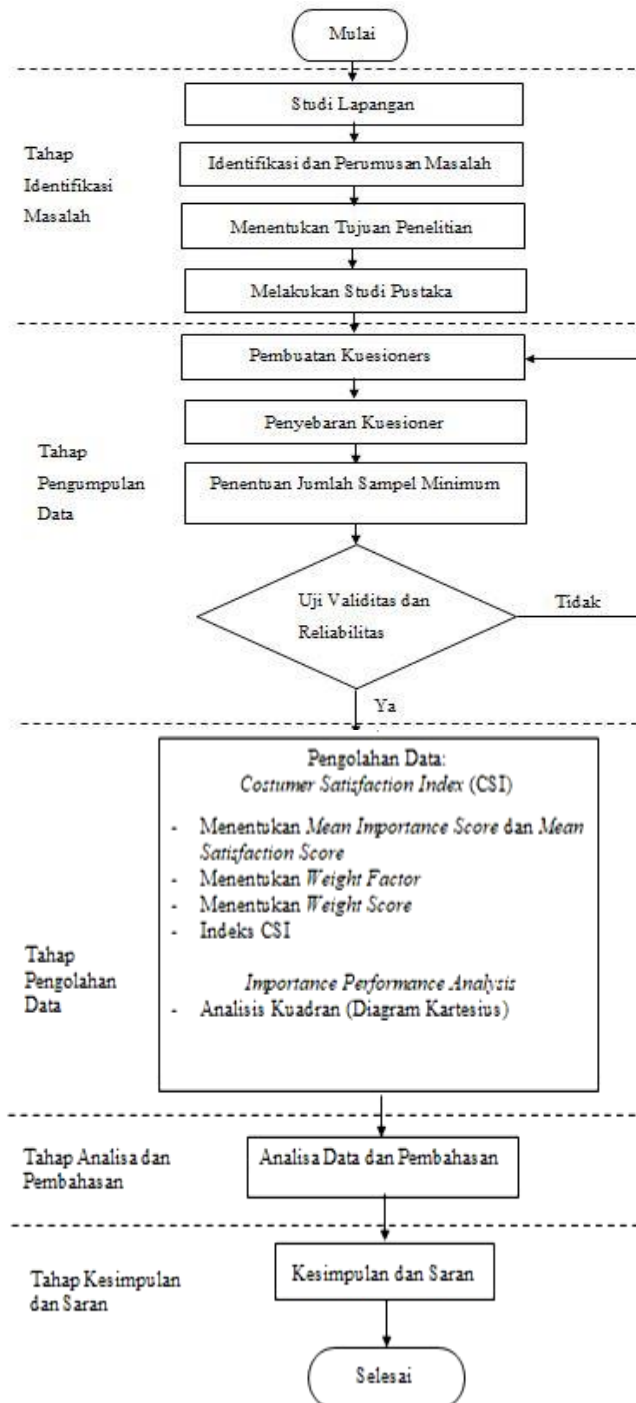 Mulai
Studi Lapangan
Tahap
Identifikasi
Masalah
Identifikasi dan Perumusan Masalah
Menentukan Tujuan Penelitian
Melakukan Studi Pustaka
Pembuatan Kuesioners
Penyebaran Kuesioner
Tahap
Pengumpulan
Data
Penentuan Jumlah Sampel Minimum
Uji Validitas dan
Reliabilitas
Tidak
Ya
Pengolahan Data:
Costumer Satisfaction Index (CSI)
- Menentukan Mean Importance Score dan Mean
Satisfaction Score
- Menentukan Weight Factor
- Menentukan Weight Score
- Indeks CSI
Tahap
Pengolahan
Data
Importance Performance Analysis
- Analisis Kuadran (Diagram Kartesius)
Tahap Analisa dan
Pembahasan
Analisa Data dan Pembahasan
Tahap Kesimpulan
dan Saran
Kesimpulan dan Saran
Selesai